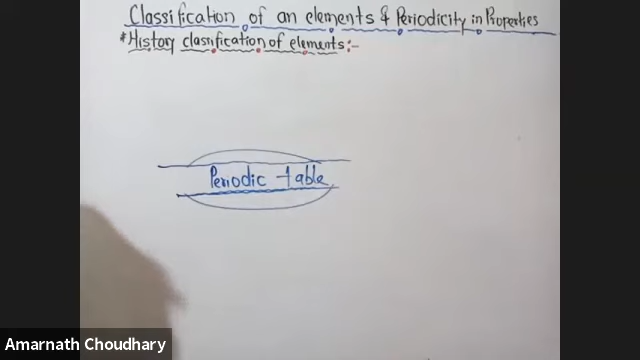 Classification of an elements & Periodicity in Properties
*History classification of elements:-
Periodic table
Amarnath Choudhary